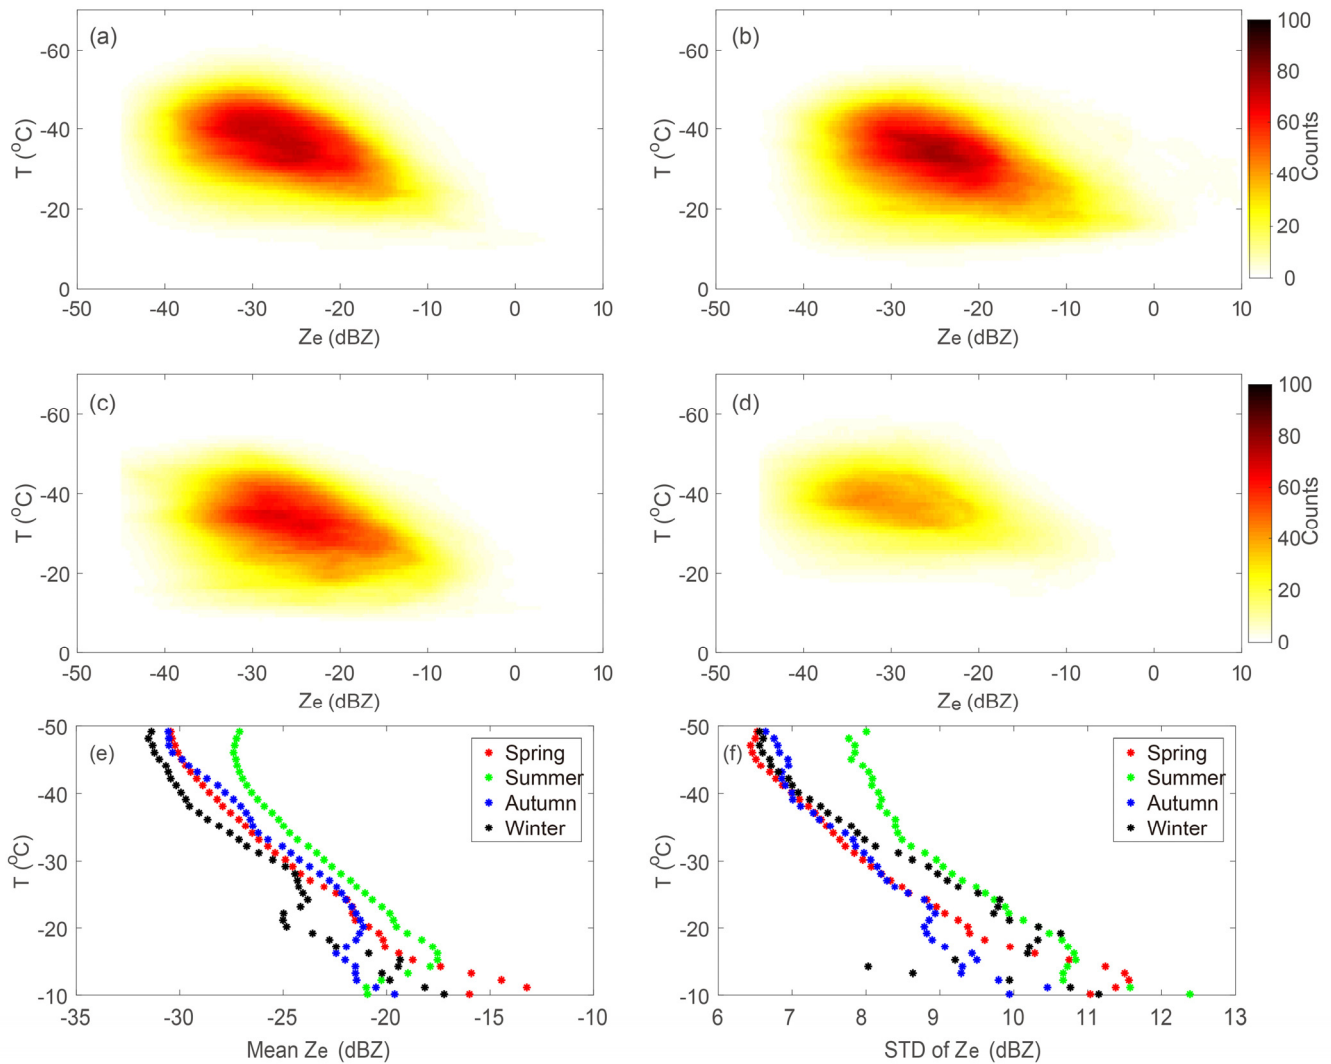 (a)
-60
-40
-20
0
T (°C)
-50 -40 -30 -20 -10 0 10
Ze (dBZ)
(b)
-60
-40
-20
0
T (°C)
-50 -40 -30 -20 -10 0 10
Ze (dBZ)
100
80
60
40
20
0
Counts
(c)
-60
-40
-20
0
T (°C)
-50 -40 -30 -20 -10 0 10
Ze (dBZ)
(d)
-60
-40
-20
0
T (°C)
-50 -40 -30 -20 -10 0 10
Ze (dBZ)
100
80
60
40
20
0
Counts
(e)
-50
-40
-30
-20
-10
T (°C)
Spring
Summer
Autumn
Winter
-35 -30 -25 -20 -15 -10
Mean Ze (dBZ)
(f)
-50
-40
-30
-20
-10
T (°C)
Spring
Summer
Autumn
Winter
6 7 8 9 10 11 12 13
STD of Ze (dBZ)